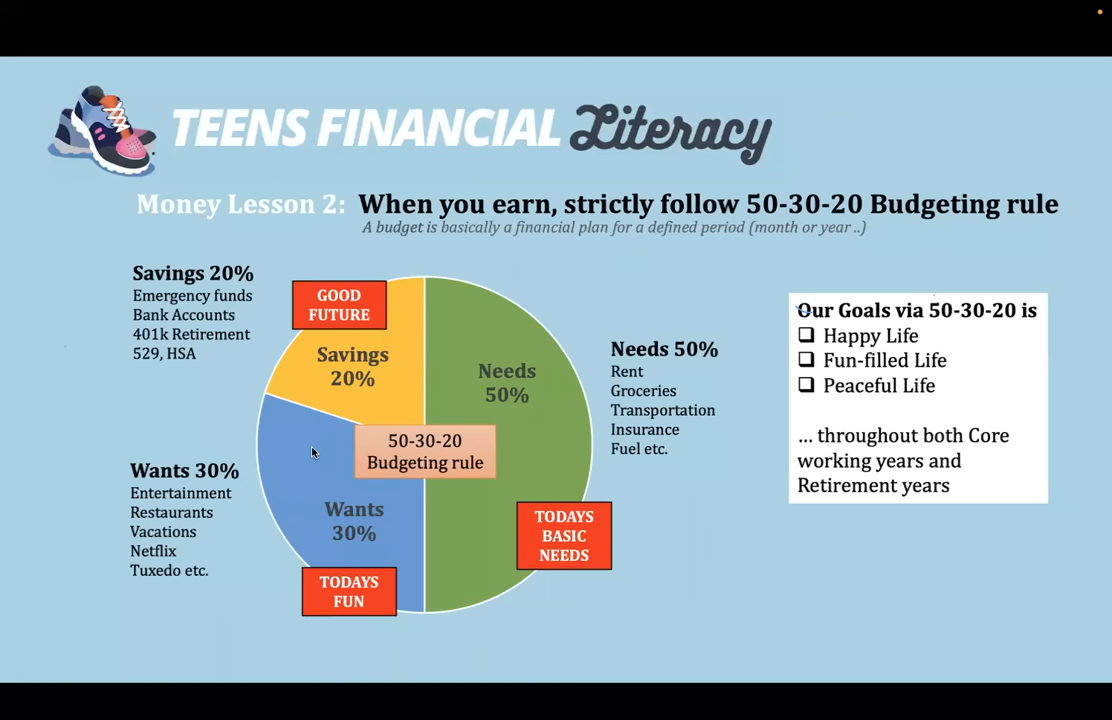 TEENS FINANCIAL Literacy
Money Lesson 2: When you earn, strictly follow 50-30-20 Budgeting rule
A budget is basically a financial plan for a defined period (month or year ..)
Savings 20%
Emergency funds
Bank Accounts
401k Retirement
529, HSA
GOOD
FUTURE
Savings
20%
Needs
50%
Needs 50%
Rent
Groceries
Transportation
Insurance
Fuel etc.
50-30-20
Budgeting rule
Wants 30%
Entertainment
Restaurants
Vacations
Netflix
Tuxedo etc.
Wants
30%
TODAYS
FUN
TODAYS
BASIC
NEEDS
Our Goals via 50-30-20 is
Happy Life
Fun-filled Life
Peaceful Life
... throughout both Core
working years and
Retirement years